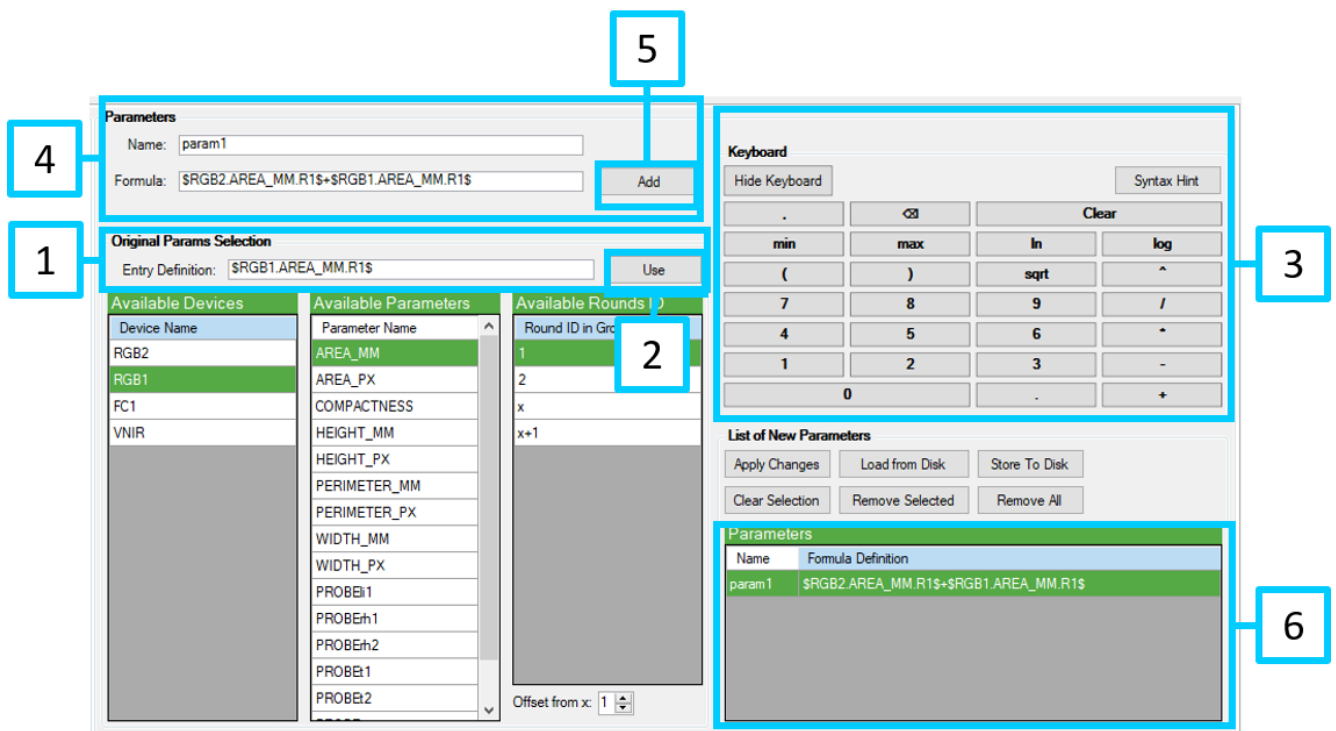 5
Parameters
4
Name: param1
Formula: $RGB2.AREA_MM.R1$+$RGB1.AREA_MM.R1$ Add
1
Original Params Selection
Entry Definition: $RGB1.AREA_MM.R1$ Use
2
Available Devices
Device Name
RGB2
RGB1
FC1
VNIR
Available Parameters
Parameter Name
AREA_MM
AREA_PX
COMPACTNESS
HEIGHT_MM
HEIGHT_PX
PERIMETER_MM
PERIMETER_PX
WIDTH_MM
WIDTH_PX
PROBEli1
PROBErh1
PROBErh2
PROBEt1
PROBEt2
Available Rounds
Round ID in
1
2
x
x+1
Offset from x: 1
Keyboard
Hide Keyboard Syntax Hint
. ⌫ Clear
min max ln log
( ) sqrt ^
7 8 9 /
4 5 6 *
1 2 3 -
0 . +
3
List of New Parameters
Apply Changes Load from Disk Store To Disk
Clear Selection Remove Selected Remove All
Parameters
Name Formula Definition
param1 $RGB2.AREA_MM.R1$+$RGB1.AREA_MM.R1$
6